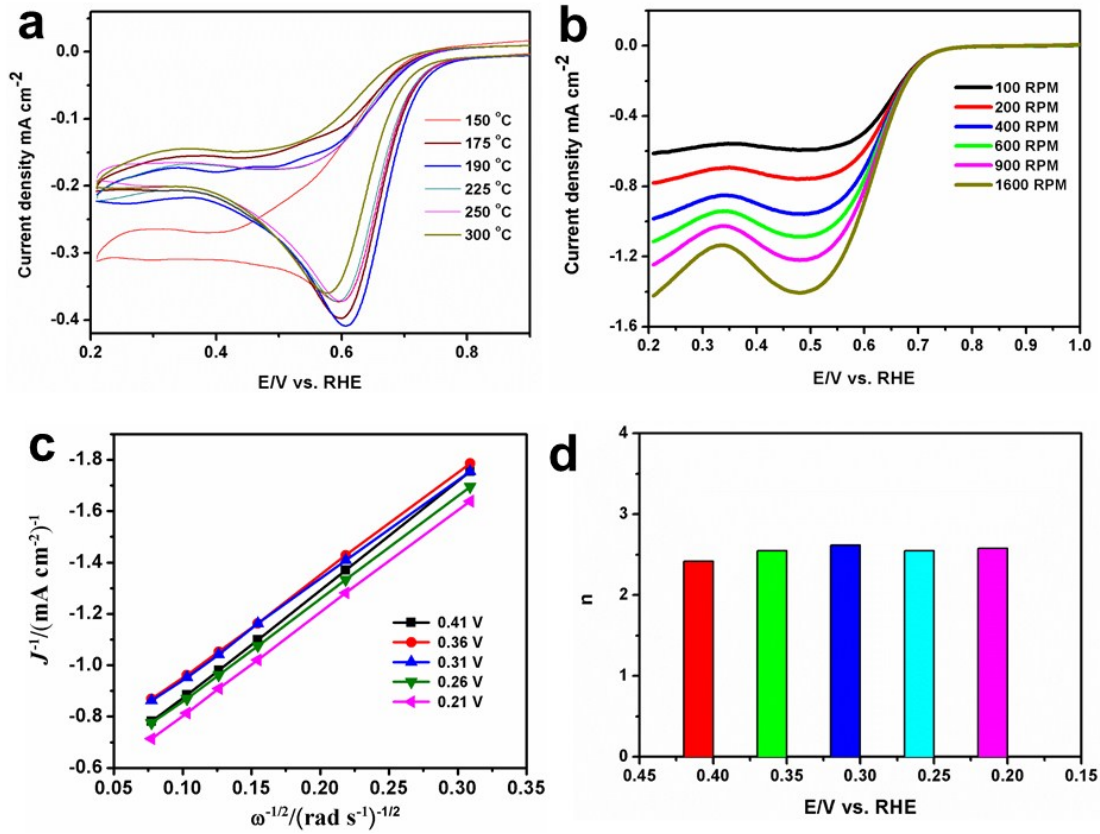 a
Current density mA cm-2
0.0
-0.1
-0.2
-0.3
-0.4
150 °C
175 °C
190 °C
225 °C
250 °C
300 °C
0.2
0.4
0.6
0.8
E/V vs. RHE
b
Current density mA cm-2
0.0
-0.4
-0.8
-1.2
-1.6
100 RPM
200 RPM
400 RPM
600 RPM
900 RPM
1600 RPM
0.2 0.3 0.4 0.5 0.6 0.7 0.8 0.9 1.0
E/V vs. RHE
c
J-1/(mA cm-2)-1
-1.8
-1.6
-1.4
-1.2
-1.0
-0.8
-0.6
0.41 V
0.36 V
0.31 V
0.26 V
0.21 V
0.05 0.10 0.15 0.20 0.25 0.30 0.35
ω-1/2/(rad s-1)-1/2
d
n
4
3
2
1
0
0.45 0.40 0.35 0.30 0.25 0.20 0.15
E/V vs. RHE